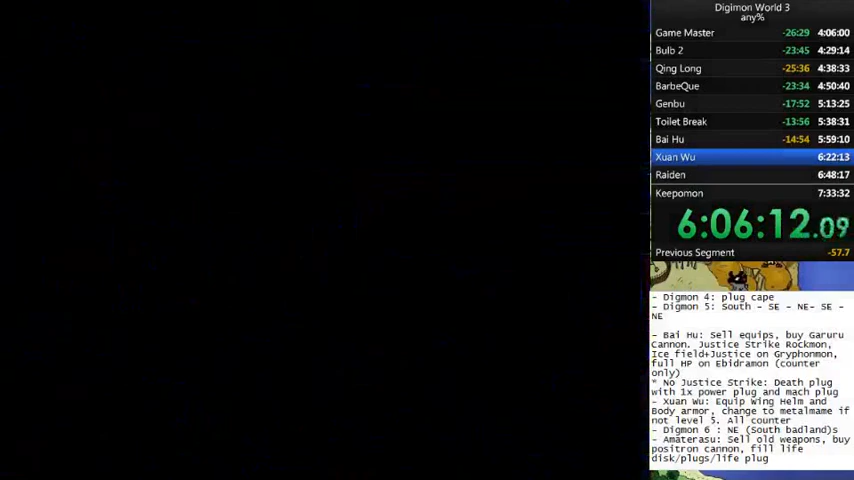 Digimon World 3
any%
Game Master -26:29 4:06:00
Bulb 2 -23:45 4:29:14
Qing Long -25:36 4:38:33
BarbeQue -23:34 4:50:40
Genbu -17:52 5:13:25
Toilet Break -13:56 5:38:31
Bai Hu -14:54 5:59:10
Xuan Wu 6:22:13
Raiden 6:48:17
Keepomon 7:33:32
6:06:12.09
Previous Segment -57.7
- Digmon 4: plug cape
- Digmon 5: South - SE - NE- SE -
NE
- Bai Hu: Sell equips, buy Garuru
Cannon. Justice Strike Rockmon,
Ice field+Justice on Gryphonmon,
full HP on Ebidramon (counter
only)
* No Justice Strike: Death plug
with 1x power plug and mach plug
- Xuan Wu: Equip Wing Helm and
Body armor, change to metalmame if
not level 5. All counter
- Digmon 6 : NE (South badland)s
- Amaterasu: Sell old weapons, buy
positron cannon, fill life
disk/plugs/life plug